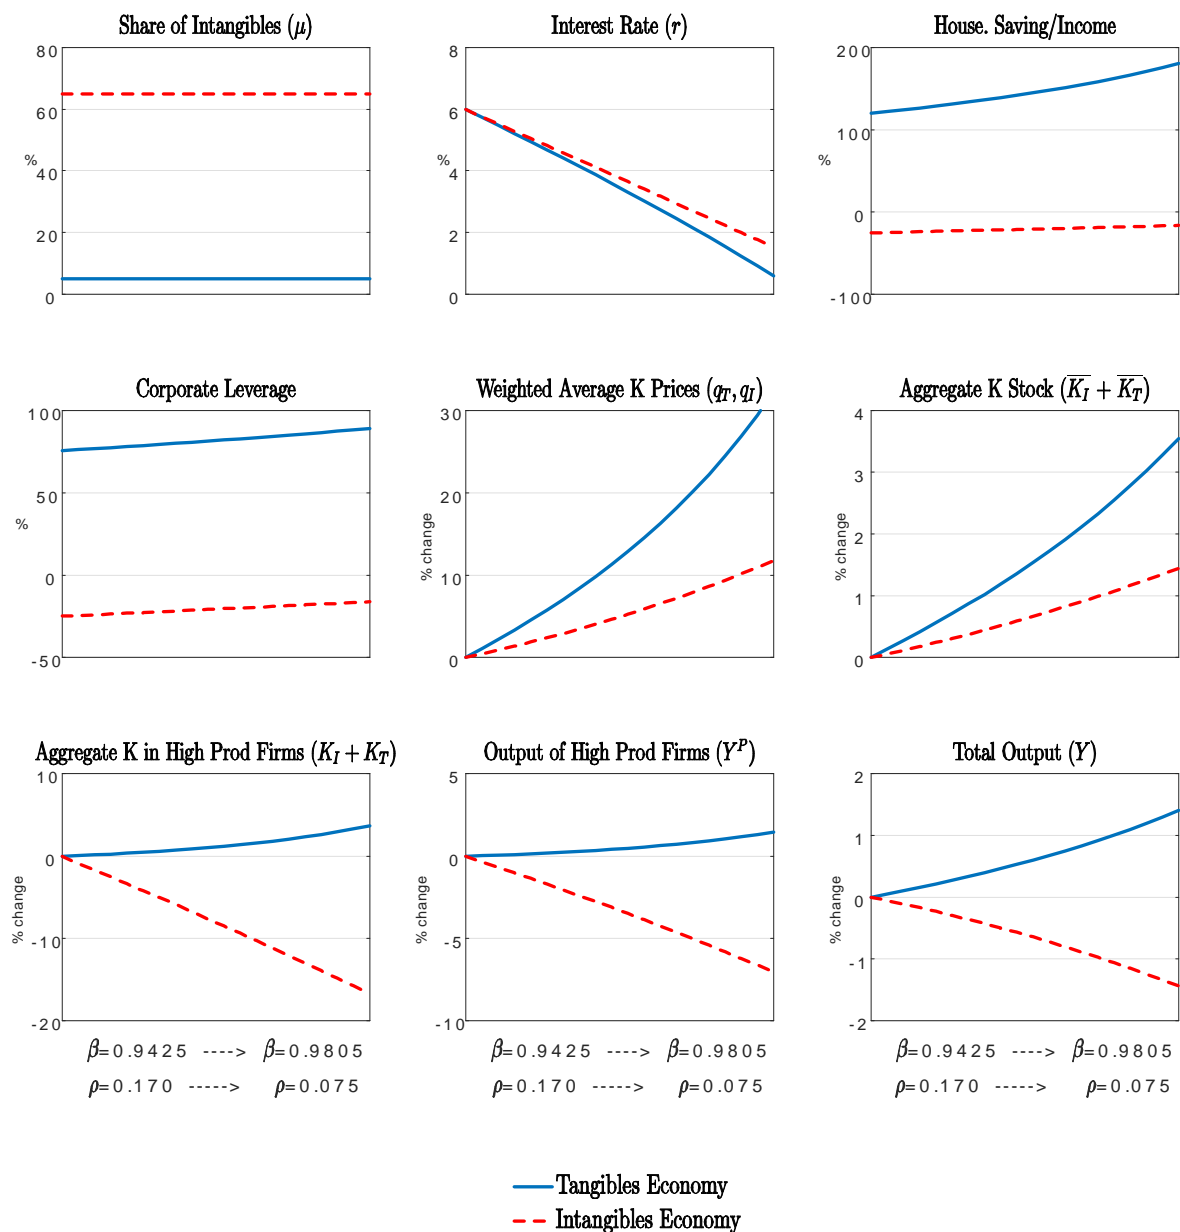 Share of Intangibles (μ)
Interest Rate (r)
House. Saving/Income
80
60
40
20
0
%
8
6
4
2
0
%
200
100
0
-100
%
Corporate Leverage
Weighted Average K Prices (q_T, q_I)
Aggregate K Stock (K̅_I̅ + K̅_T̅)
100
50
0
-50
%
30
20
10
0
% change
4
3
2
1
0
% change
Aggregate K in High Prod Firms (K_I + K_T)
Output of High Prod Firms (Y^P)
Total Output (Y)
10
0
-10
-20
% change
5
0
-5
-10
% change
2
1
0
-1
-2
% change
β=0.9425 ----> β=0.9805
ρ=0.170 -----> ρ=0.075
β=0.9425 ----> β=0.9805
ρ=0.170 -----> ρ=0.075
β=0.9425 ----> β=0.9805
ρ=0.170 -----> ρ=0.075
Tangibles Economy
Intangibles Economy